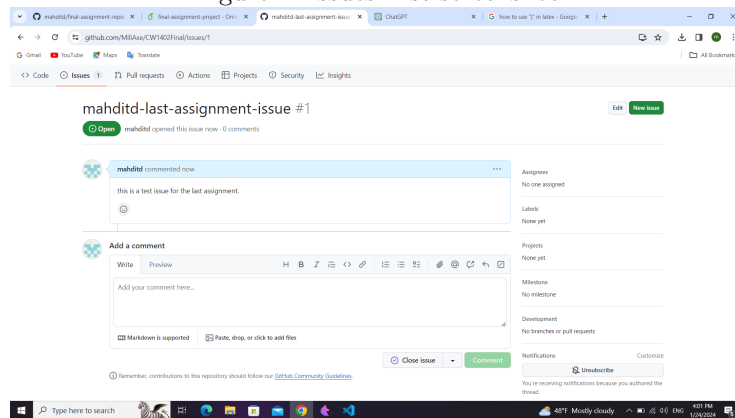 mahditd/final-assignment-repo
final-assignment-project - Onli
mahditd-last-assignment-issue
ChatGPT
how to use "}" in latex - Google
github.com/MiliAxe/CW1402Final/issues/1
Gmail
YouTube
Maps
Translate
All Bookmark
Code
Issues 1
Pull requests
Actions
Projects
Security
Insights
mahditd-last-assignment-issue #1
Edit
New issue
Open
mahditd opened this issue now · 0 comments
mahditd commented now
this is a test issue for the last assignment.
Add a comment
Write
Preview
H B I
Add your comment here...
Markdown is supported
Paste, drop, or click to add files
Close issue
Comment
Remember, contributions to this repository should follow our GitHub Community Guidelines.
Assignees
No one assigned
Labels
None yet
Projects
None yet
Milestone
No milestone
Development
No branches or pull requests
Notifications
Customize
Unsubscribe
You're receiving notifications because you authored the
thread.
Type here to search
48°F Mostly cloudy
ENG
4:01 PM
1/24/2024